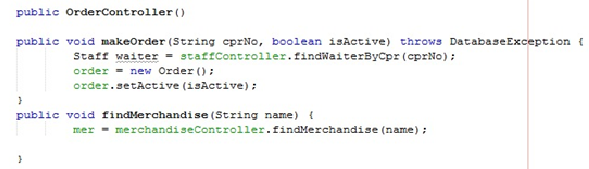 public OrderController()
public void makeOrder(String cprNo, boolean isActive) throws DatabaseException {
Staff waiter = staffController.findWaiterByCpr(cprNo);
order = new Order();
order.setActive(isActive);
}
public void findMerchandise(String name) {
mer = merchandiseController.findMerchandise(name);
}